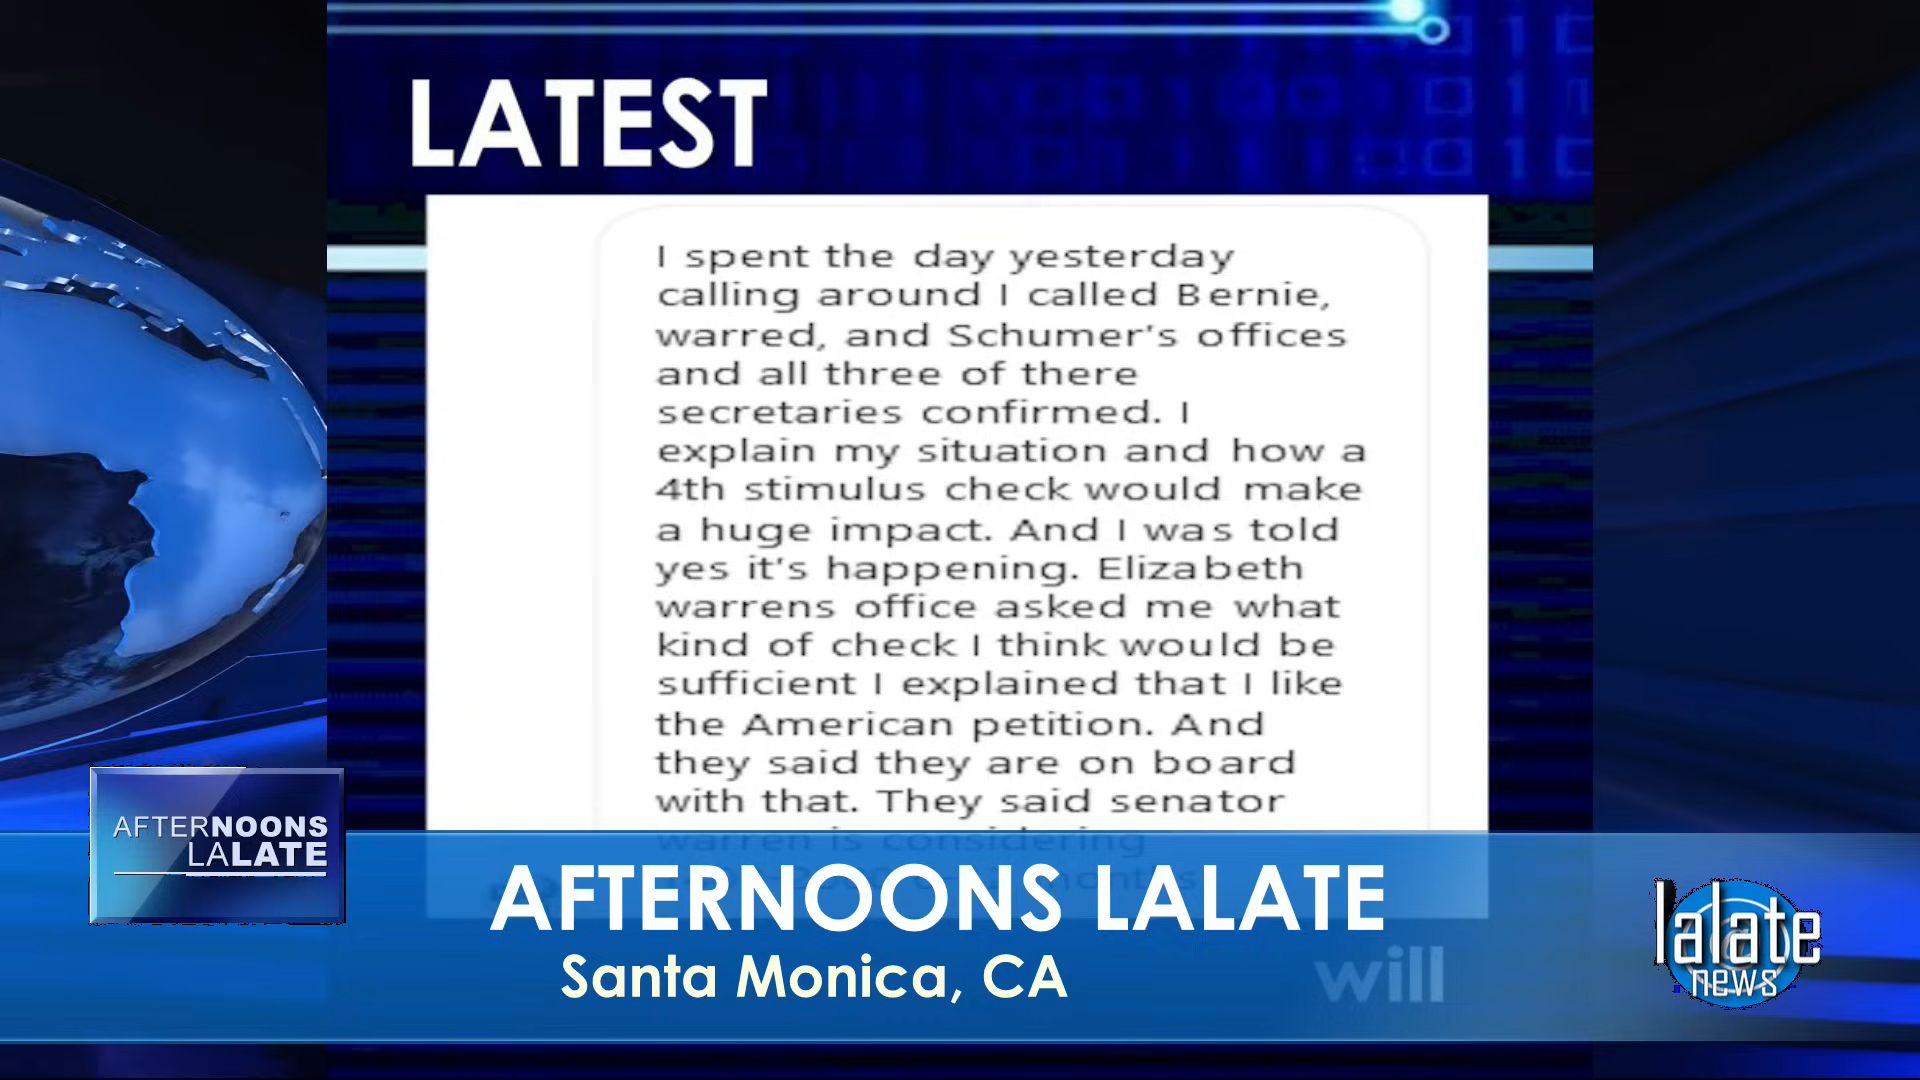 LATEST
I spent the day yesterday
calling around I called Bernie,
warred, and Schumer's offices
and all three of there
secretaries confirmed. I
explain my situation and how a
4th stimulus check would make
a huge impact. And I was told
yes it's happening. Elizabeth
warrens office asked me what
kind of check I think would be
sufficient I explained that I like
the American petition. And
they said they are on board
with that. They said senator
warren is considering
months
AFTERNOONS
LALATE
AFTERNOONS LALATE
Santa Monica, CA
will
lalate
news